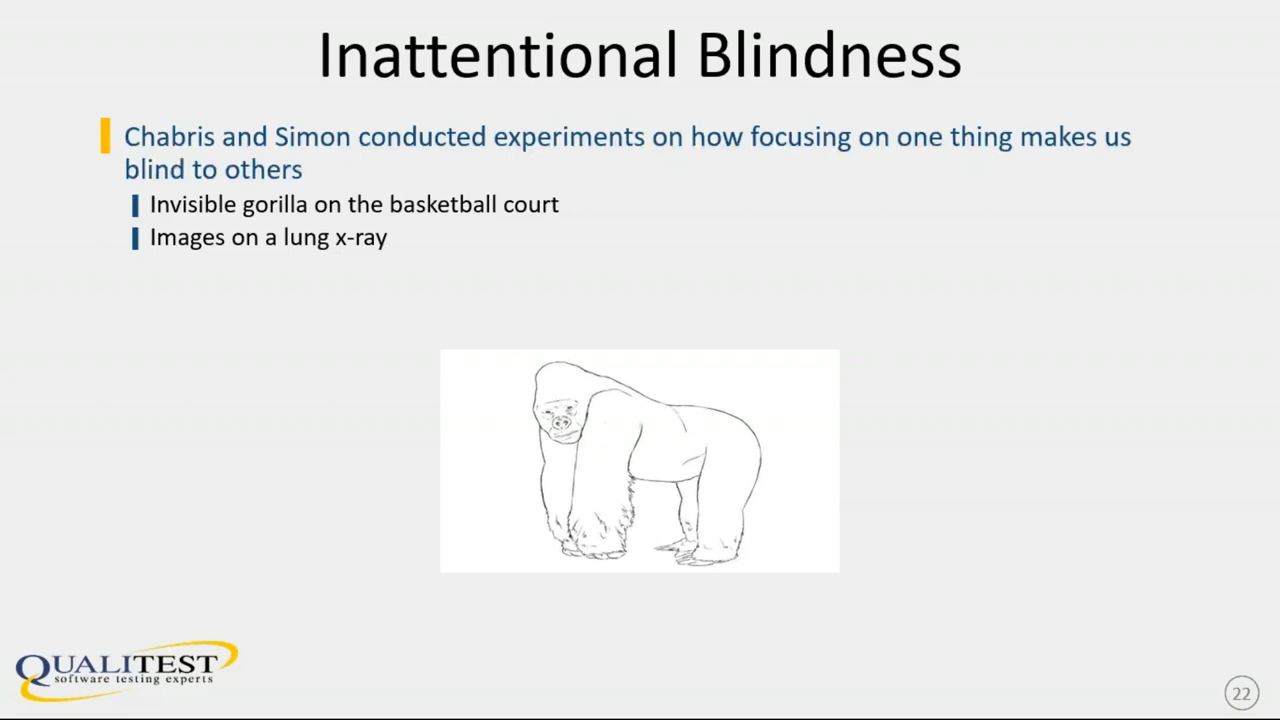 Inattentional Blindness
Chabris and Simon conducted experiments on how focusing on one thing makes us
blind to others
Invisible gorilla on the basketball court
Images on a lung x-ray
QUALITEST
software testing experts
22